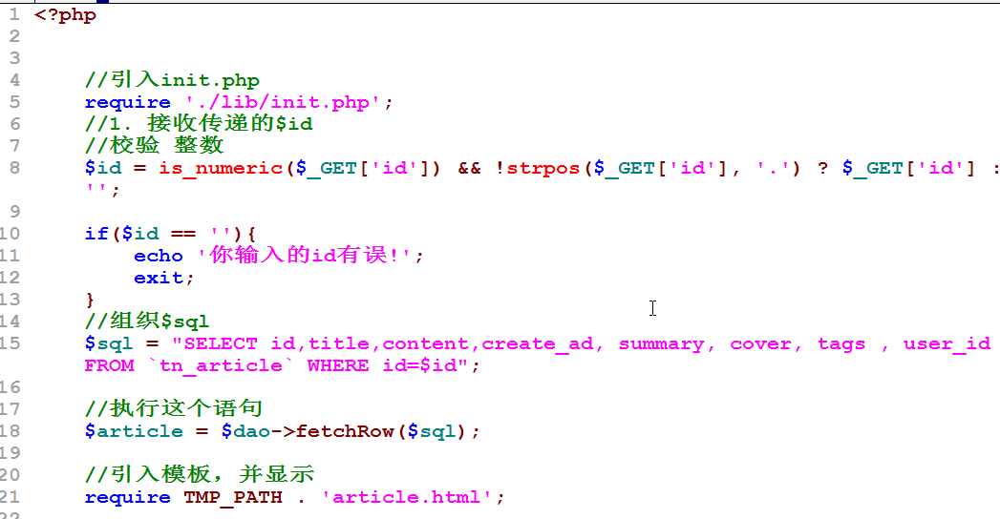 1 <?php
2
3
4 //引入init.php
5 require './lib/init.php';
6 //1. 接收传递的$id
7 //校验 整数
8 $id = is_numeric($_GET['id']) && !strpos($_GET['id'], '.') ? $_GET['id'] :
'';
9
10 if($id == ''){
11 echo '你输入的id有误!';
12 exit;
13 }
14 //组织$sql
15 $sql = "SELECT id,title,content,create_ad, summary, cover, tags , user_id
FROM `tn_article` WHERE id=$id";
16
17 //执行这个语句
18 $article = $dao->fetchRow($sql);
19
20 //引入模板，并显示
21 require TMP_PATH . 'article.html';
22